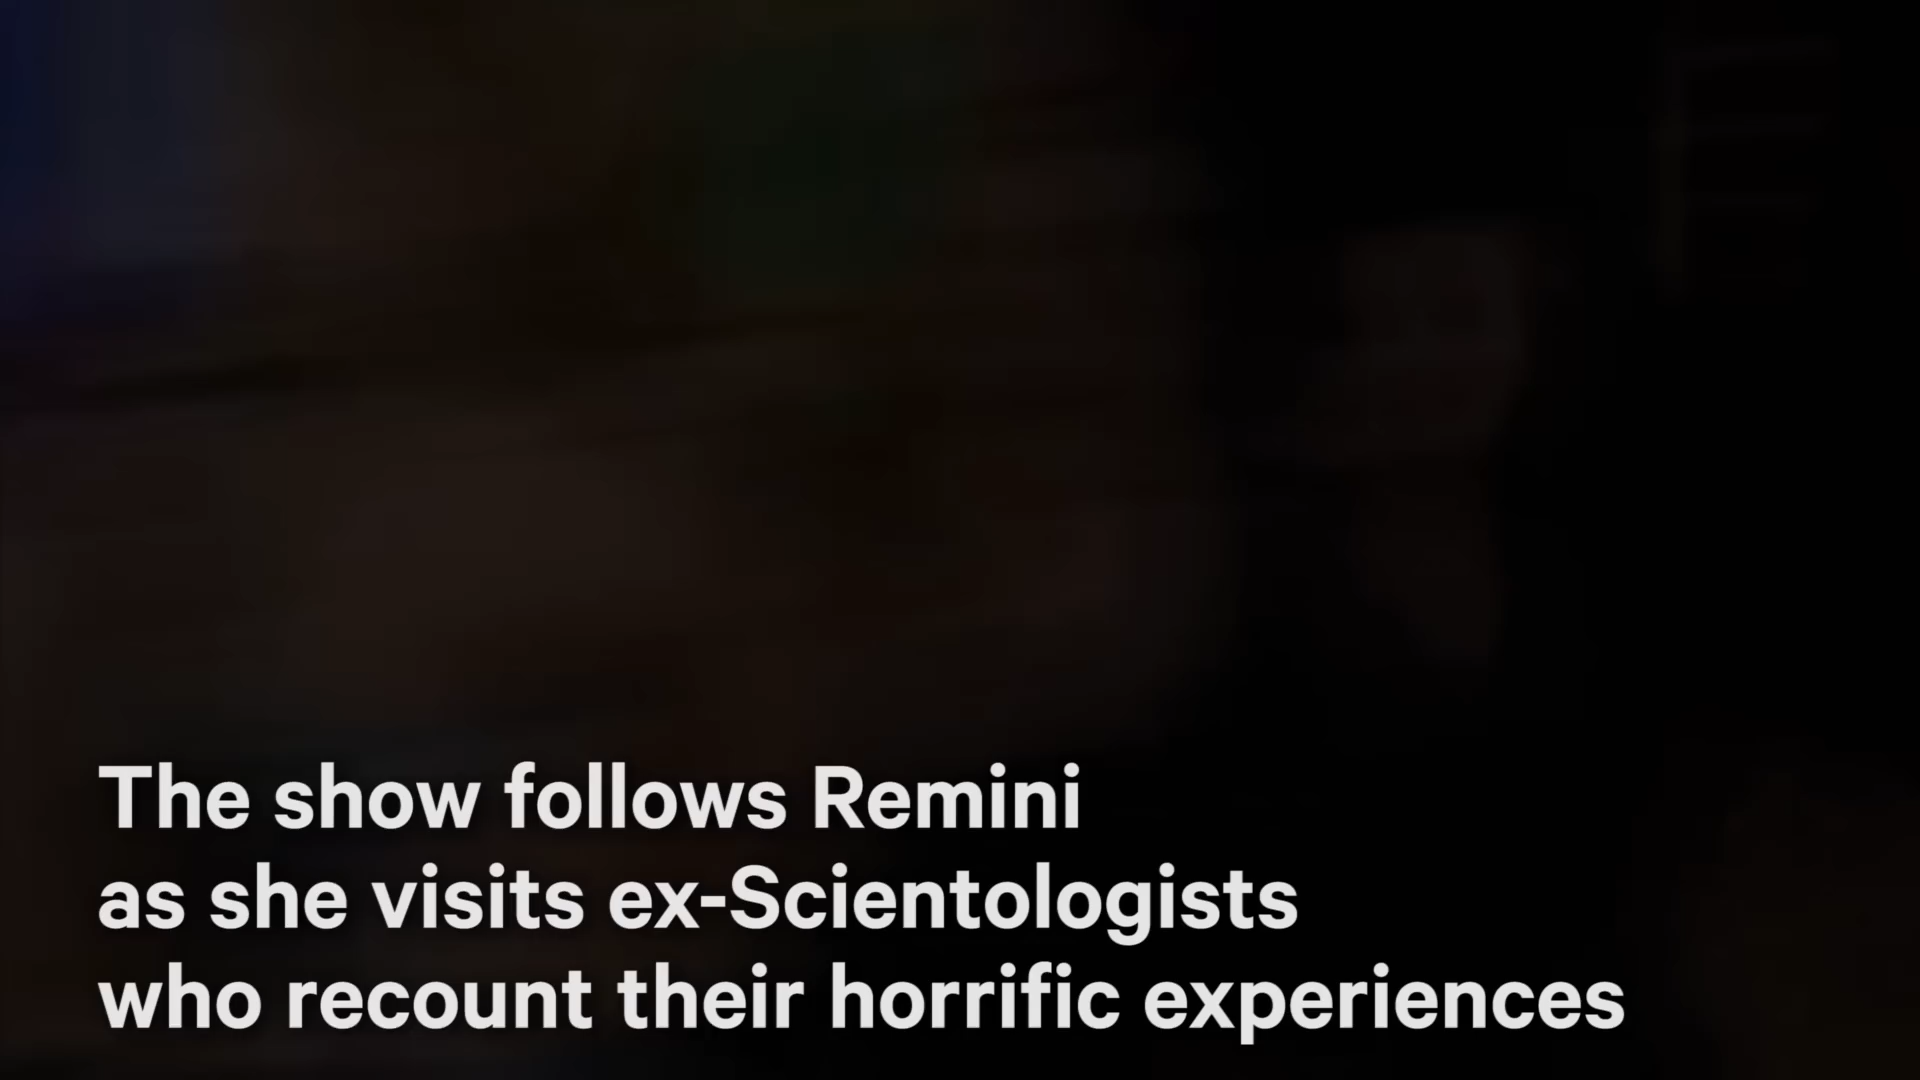 The show follows Remini
as she visits ex-Scientologists
who recount their horrific experiences